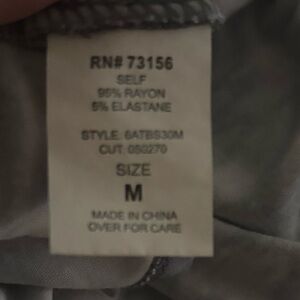 RN# 73156
SELF
95% RAYON
5% ELASTANE
STYLE: 6ATBS30M
CUT: 050270
SIZE
M
MADE IN CHINA
OVER FOR CARE